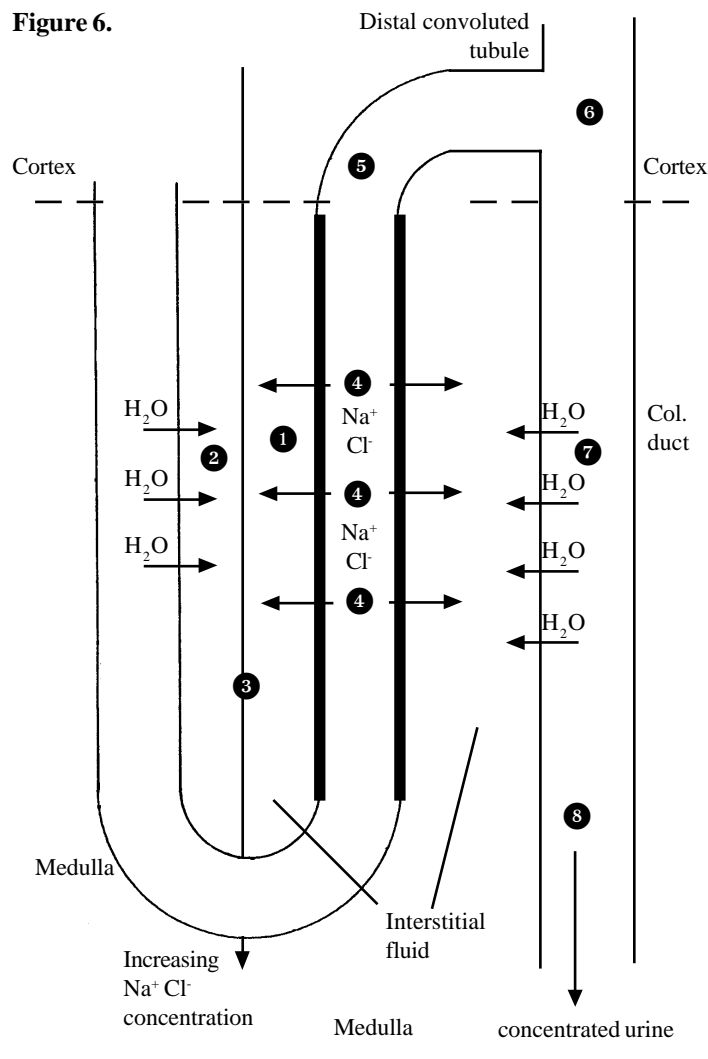 Figure 6.
Distal convoluted
tubule
6
5
Cortex
Cortex
4
Na⁺
Cl⁻
H₂O
1
2
H₂O
Col.
duct
7
H₂O
4
H₂O
Na⁺
Cl⁻
H₂O
H₂O
4
H₂O
3
8
Medulla
Interstitial
fluid
Increasing
Na⁺ Cl⁻
concentration
Medulla
concentrated urine